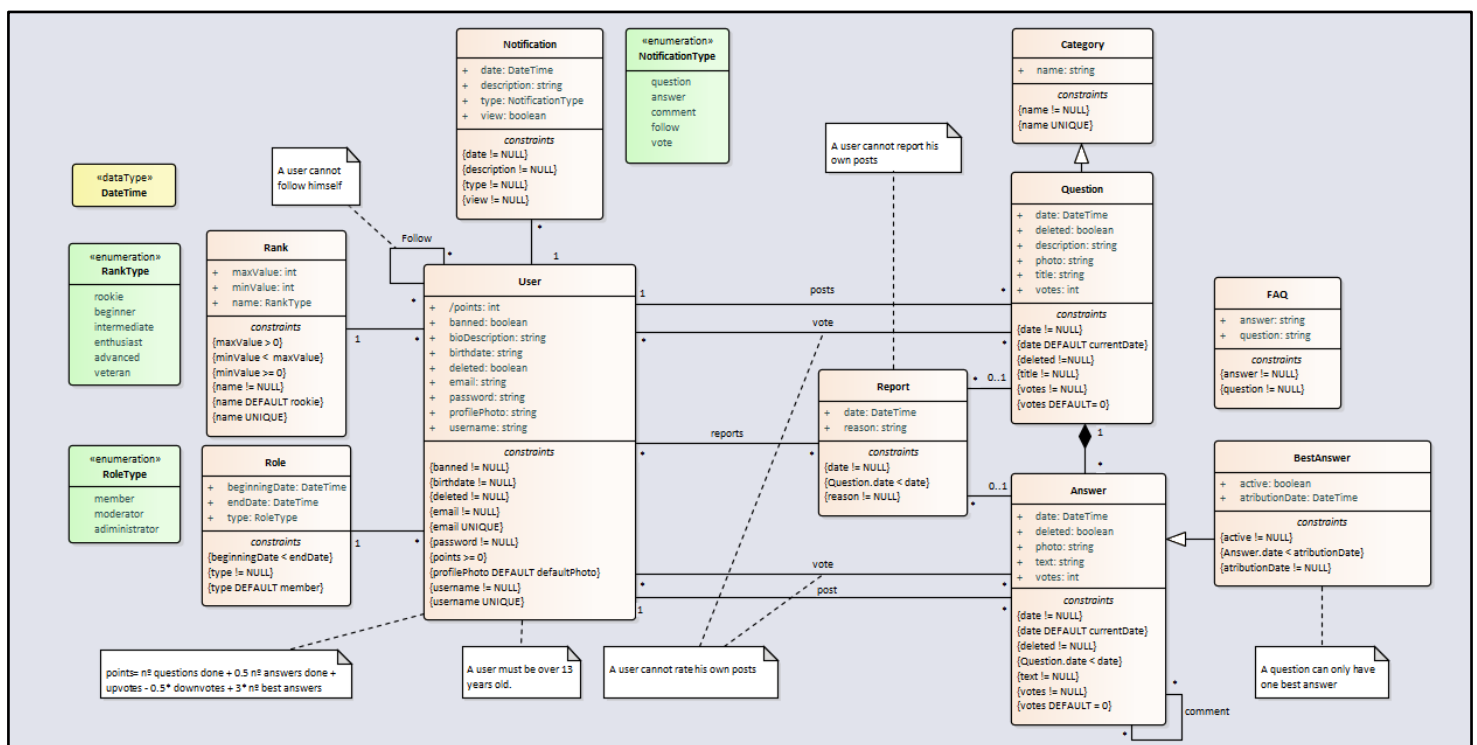 Notification
+ date: DateTime
+ description: string
+ type: NotificationType
+ view: boolean
constraints
{date != NULL}
{description != NULL}
{type != NULL}
{view != NULL}
«enumeration»
NotificationType
question
answer
comment
follow
vote
Category
+ name: string
constraints
{name != NULL}
{name UNIQUE}
A user cannot report his
own posts
A user cannot
follow himself
«dataType»
DateTime
«enumeration»
RankType
rookie
beginner
intermediate
enthusiast
advanced
veteran
Rank
+ maxValue: int
+ minValue: int
+ name: RankType
constraints
{maxValue > 0}
{minValue < maxValue}
{minValue >= 0}
{name != NULL}
{name DEFAULT rookie}
{name UNIQUE}
Follow
*
*
*
1
1
*
User
+ /points: int
+ banned: boolean
+ bioDescription: string
+ birthdate: string
+ deleted: boolean
+ email: string
+ password: string
+ profilePhoto: string
+ username: string
constraints
{banned != NULL}
{birthdate != NULL}
{deleted != NULL}
{email != NULL}
{email UNIQUE}
{password != NULL}
{points >= 0}
{profilePhoto DEFAULT defaultPhoto}
{username != NULL}
{username UNIQUE}
1
posts
*
*
vote
*
Question
+ date: DateTime
+ deleted: boolean
+ description: string
+ photo: string
+ title: string
+ votes: int
constraints
{date != NULL}
{date DEFAULT currentDate}
{deleted !=NULL}
{title != NULL}
{votes != NULL}
{votes DEFAULT= 0}
FAQ
+ answer: string
+ question: string
constraints
{answer != NULL}
{question != NULL}
Report
+ date: DateTime
+ reason: string
constraints
{date != NULL}
{Question.date < date}
{reason != NULL}
* 0..1
reports
*
*
0..1
*
1
*
«enumeration»
RoleType
member
moderator
administrator
Role
+ beginningDate: DateTime
+ endDate: DateTime
+ type: RoleType
constraints
{beginningDate < endDate}
{type != NULL}
{type DEFAULT member}
1
*
Answer
+ date: DateTime
+ deleted: boolean
+ photo: string
+ text: string
+ votes: int
constraints
{date != NULL}
{date DEFAULT currentDate}
{deleted != NULL}
{Question.date < date}
{text != NULL}
{votes != NULL}
{votes DEFAULT = 0}
BestAnswer
+ active: boolean
+ atributionDate: DateTime
constraints
{active != NULL}
{Answer.date < atributionDate}
{atributionDate != NULL}
vote
*
*
post
1
*
points= nº questions done + 0.5 nº answers done +
upvotes - 0.5* downvotes + 3* nº best answers
A user must be over 13
years old.
A user cannot rate his own posts
A question can only have
one best answer
*
comment
*